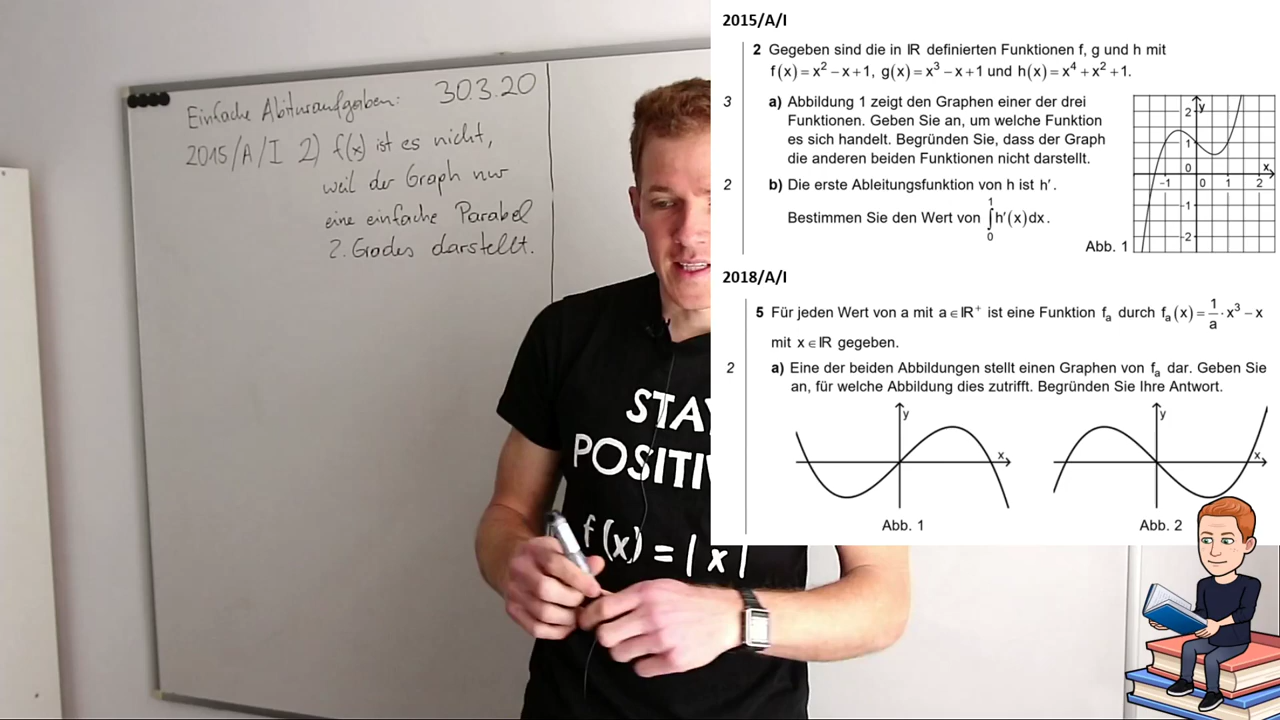 Einfache Abituraufgaben: 30.3.20
2015/A/I 2) f(x) ist es nicht,
weil der Graph nur
eine einfache Parabel
2. Grades darstellt.
STAY
POSITI
f(x) = |x|
2015/A/I
2 Gegeben sind die in IR definierten Funktionen f, g und h mit
f(x) = x² − x + 1, g(x) = x³ − x + 1 und h(x) = x⁴ + x² + 1.
3 a) Abbildung 1 zeigt den Graphen einer der drei
Funktionen. Geben Sie an, um welche Funktion
es sich handelt. Begründen Sie, dass der Graph
die anderen beiden Funktionen nicht darstellt.
2 b) Die erste Ableitungsfunktion von h ist h′.
Bestimmen Sie den Wert von ∫₀¹ h′(x)dx.
y
2
1
0 x
−1 0 1 2
−1
−2
Abb. 1
2018/A/I
5 Für jeden Wert von a mit a ∈ IR⁺ ist eine Funktion fₐ durch fₐ(x) = 1/a · x³ − x
mit x ∈ IR gegeben.
2 a) Eine der beiden Abbildungen stellt einen Graphen von fₐ dar. Geben Sie
an, für welche Abbildung dies zutrifft. Begründen Sie Ihre Antwort.
y y
x x
Abb. 1 Abb. 2